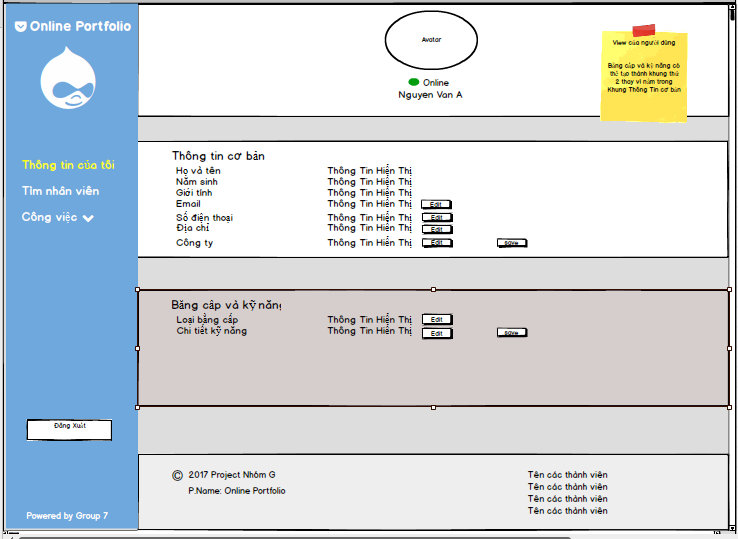 Online Portfolio
Thông tin của tôi
Tìm nhân viên
Công việc
Đăng Xuất
Powered by Group 7
Avatar
Online
Nguyen Van A
View của người dùng
Bằng cấp và kỹ năng có
thể tạo thành khung thứ
2 thay vì nằm trong
Khung Thông Tin cơ bản
Thông tin cơ bản
Họ và tên Thông Tin Hiển Thị
Năm sinh Thông Tin Hiển Thị
Giới tính Thông Tin Hiển Thị
Email Thông Tin Hiển Thị Edit
Số điện thoại Thông Tin Hiển Thị Edit
Địa chỉ Thông Tin Hiển Thị Edit
Công ty Thông Tin Hiển Thị Edit save
Bằng cấp và kỹ năng
Loại bằng cấp Thông Tin Hiển Thị Edit
Chi tiết kỹ năng Thông Tin Hiển Thị Edit save
© 2017 Project Nhóm G
P.Name: Online Portfolio
Tên các thành viên
Tên các thành viên
Tên các thành viên
Tên các thành viên